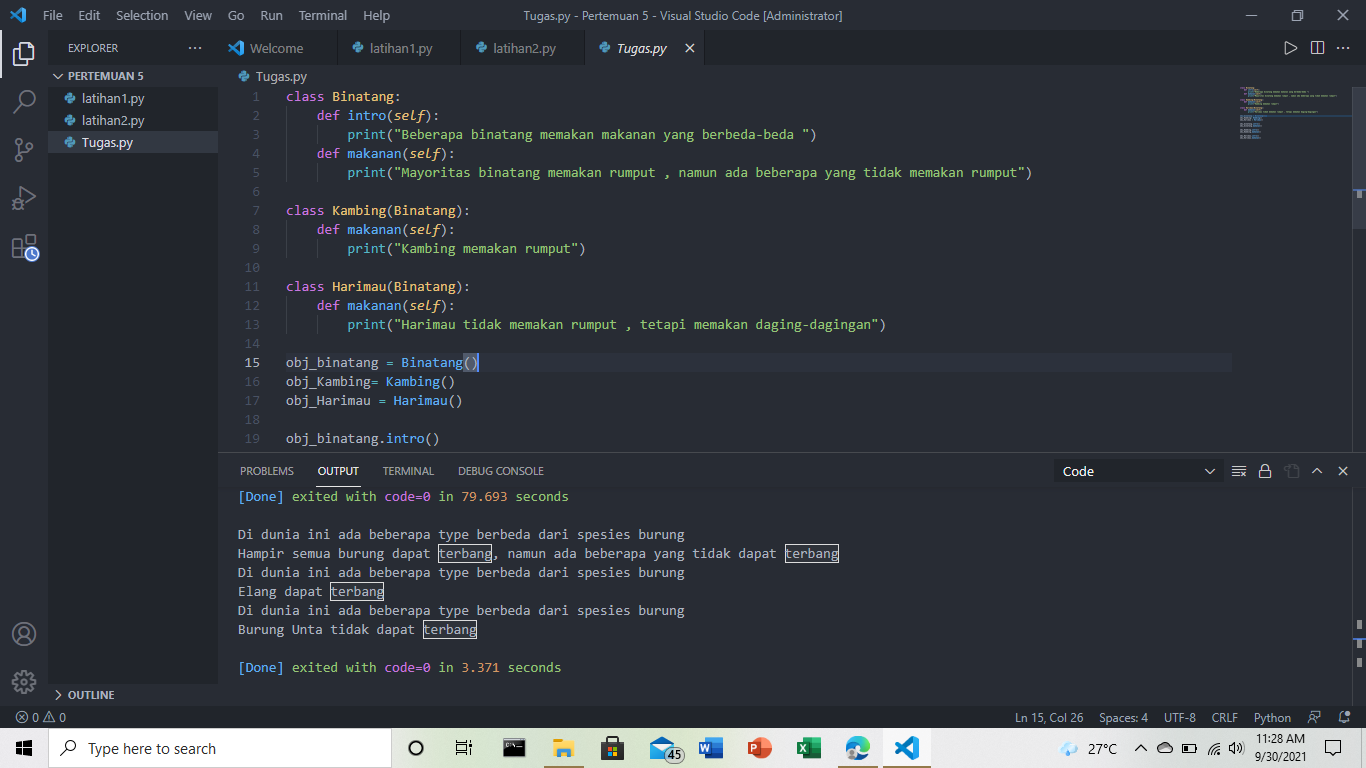 File Edit Selection View Go Run Terminal Help Tugas.py - Pertemuan 5 - Visual Studio Code [Administrator]
EXPLORER ··· Welcome latihan1.py latihan2.py Tugas.py ···
PERTEMUAN 5
latihan1.py
latihan2.py
Tugas.py
Tugas.py
1 class Binatang:
2 def intro(self):
3 print("Beberapa binatang memakan makanan yang berbeda-beda ")
4 def makanan(self):
5 print("Mayoritas binatang memakan rumput , namun ada beberapa yang tidak memakan rumput")
6
7 class Kambing(Binatang):
8 def makanan(self):
9 print("Kambing memakan rumput")
10
11 class Harimau(Binatang):
12 def makanan(self):
13 print("Harimau tidak memakan rumput , tetapi memakan daging-dagingan")
14
15 obj_binatang = Binatang()
16 obj_Kambing= Kambing()
17 obj_Harimau = Harimau()
18
19 obj_binatang.intro()
PROBLEMS OUTPUT TERMINAL DEBUG CONSOLE Code
[Done] exited with code=0 in 79.693 seconds
Di dunia ini ada beberapa type berbeda dari spesies burung
Hampir semua burung dapat terbang, namun ada beberapa yang tidak dapat terbang
Di dunia ini ada beberapa type berbeda dari spesies burung
Elang dapat terbang
Di dunia ini ada beberapa type berbeda dari spesies burung
Burung Unta tidak dapat terbang
[Done] exited with code=0 in 3.371 seconds
OUTLINE
0 0 Ln 15, Col 26 Spaces: 4 UTF-8 CRLF Python
Type here to search 45 27°C 11:28 AM
9/30/2021